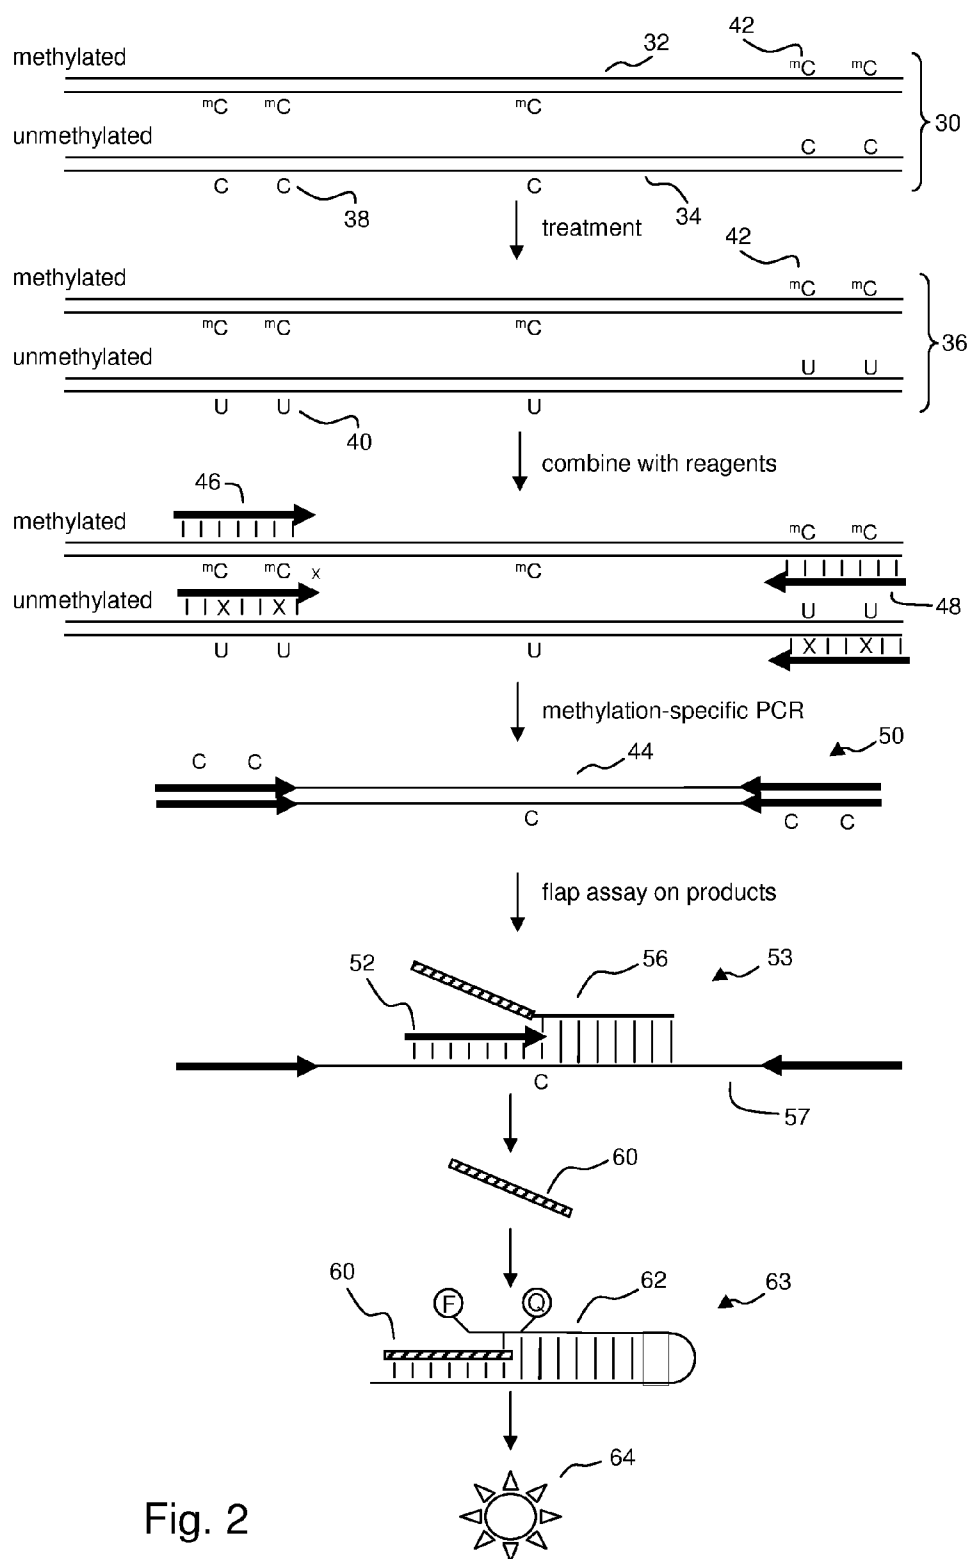 methylated
32
42
mC mC
mC mC mC
30
unmethylated
C C
C C C
38
34
treatment
42
methylated
mC mC
mC mC mC
36
unmethylated
U U
U U U
40
combine with reagents
46
methylated
mC mC
mC mC x mC
unmethylated
X X
U U
48
U U U
X X
methylation-specific PCR
44
50
C C
C
C C
flap assay on products
52
56
53
C
57
60
60
62
63
F Q
64
Fig. 2